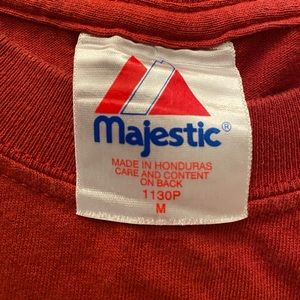 Majestic®
MADE IN HONDURAS
CARE AND CONTENT
ON BACK
1130P
M